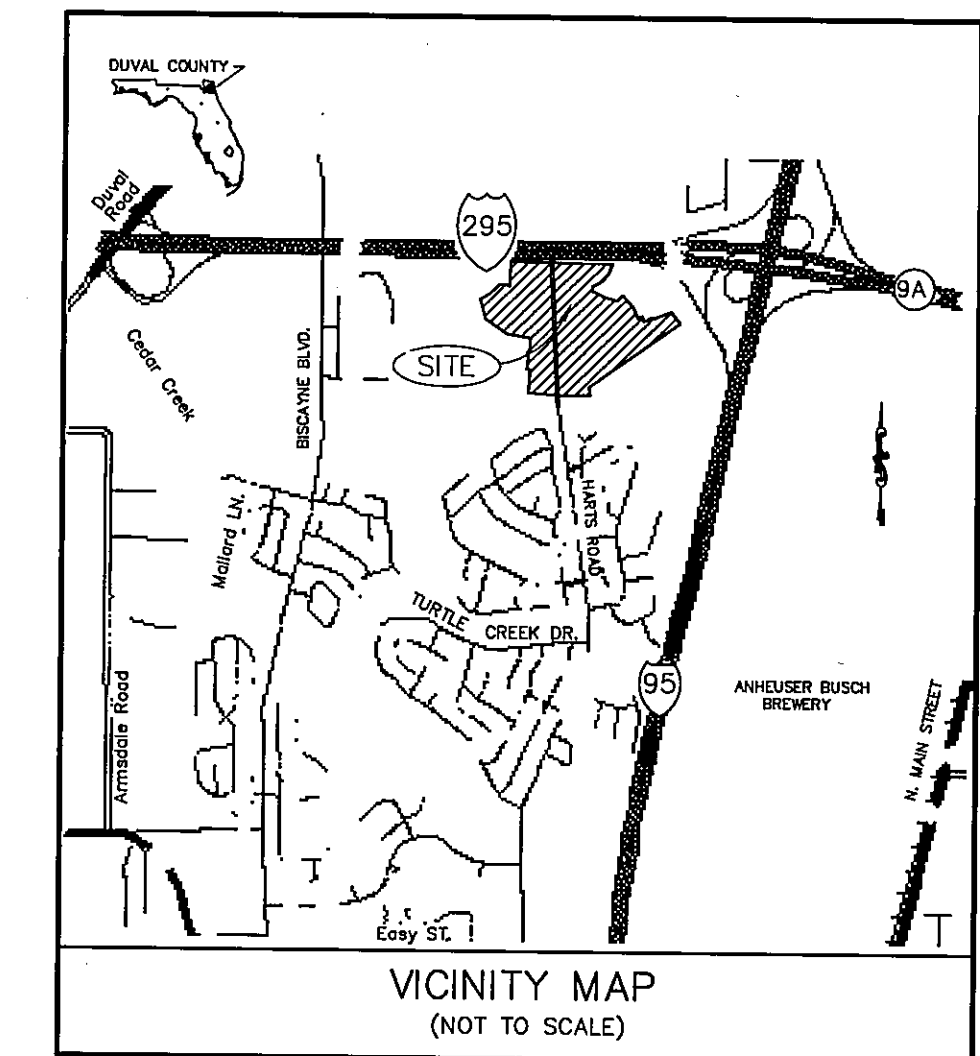 DUVAL COUNTY
Duval
Road
295
9A
SITE
BISCAYNE BLVD.
Cedar Creek
HARTS ROAD
Mallard LN.
TURTLE CREEK DR.
95
ANHEUSER BUSCH
BREWERY
N. MAIN STREET
Armsdale Road
Easy ST.
VICINITY MAP
(NOT TO SCALE)